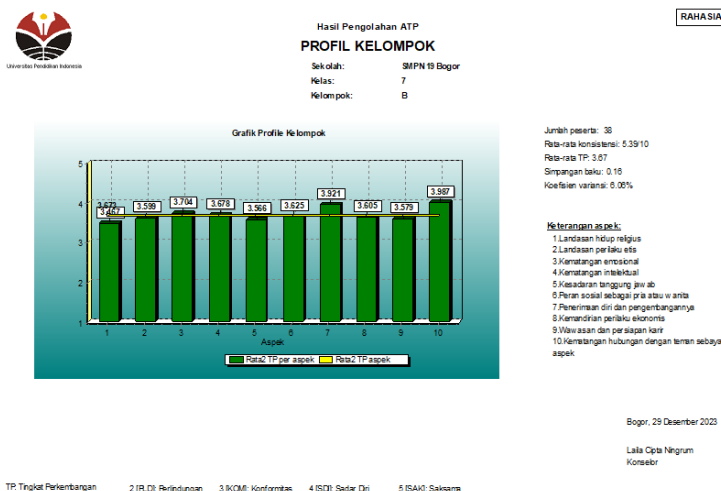 RAHASIA
Universitas Pendidikan Indonesia
Hasil Pengolahan ATP
PROFIL KELOMPOK
Sekolah: SMPN 19 Bogor
Kelas: 7
Kelompok: B
Grafik Profile Kelompok
5
4
3
2
1
3.673
3.467
3.599
3.704
3.678
3.566
3.625
3.921
3.605
3.579
3.987
1 2 3 4 5 6 7 8 9 10
Aspek
Rata2 TP per aspek Rata2 TP aspek
Jumlah peserta: 38
Rata-rata konsistensi: 5.39/10
Rata-rata TP: 3.67
Simpangan baku: 0.16
Koefisien variansi: 6.06%
Keterangan aspek:
1.Landasan hidup religius
2.Landasan perilaku etis
3.Kematangan emosional
4.Kematangan intelektual
5.Kesadaran tanggung jawab
6.Peran sosial sebagai pria atau wanita
7.Penerimaan diri dan pengembangannya
8.Kemandirian perilaku ekonomis
9.Wawasan dan persiapan karir
10.Kematangan hubungan dengan teman sebaya
aspek
Bogor, 29 Desember 2023
Laila Cipta Ningrum
Konselor
TP: Tingkat Perkembangan 2 [PLD]: Perlindungan 3 [KOM]: Konformitas 4 [SDI]: Sadar Diri 5 [SAK]: Saksama